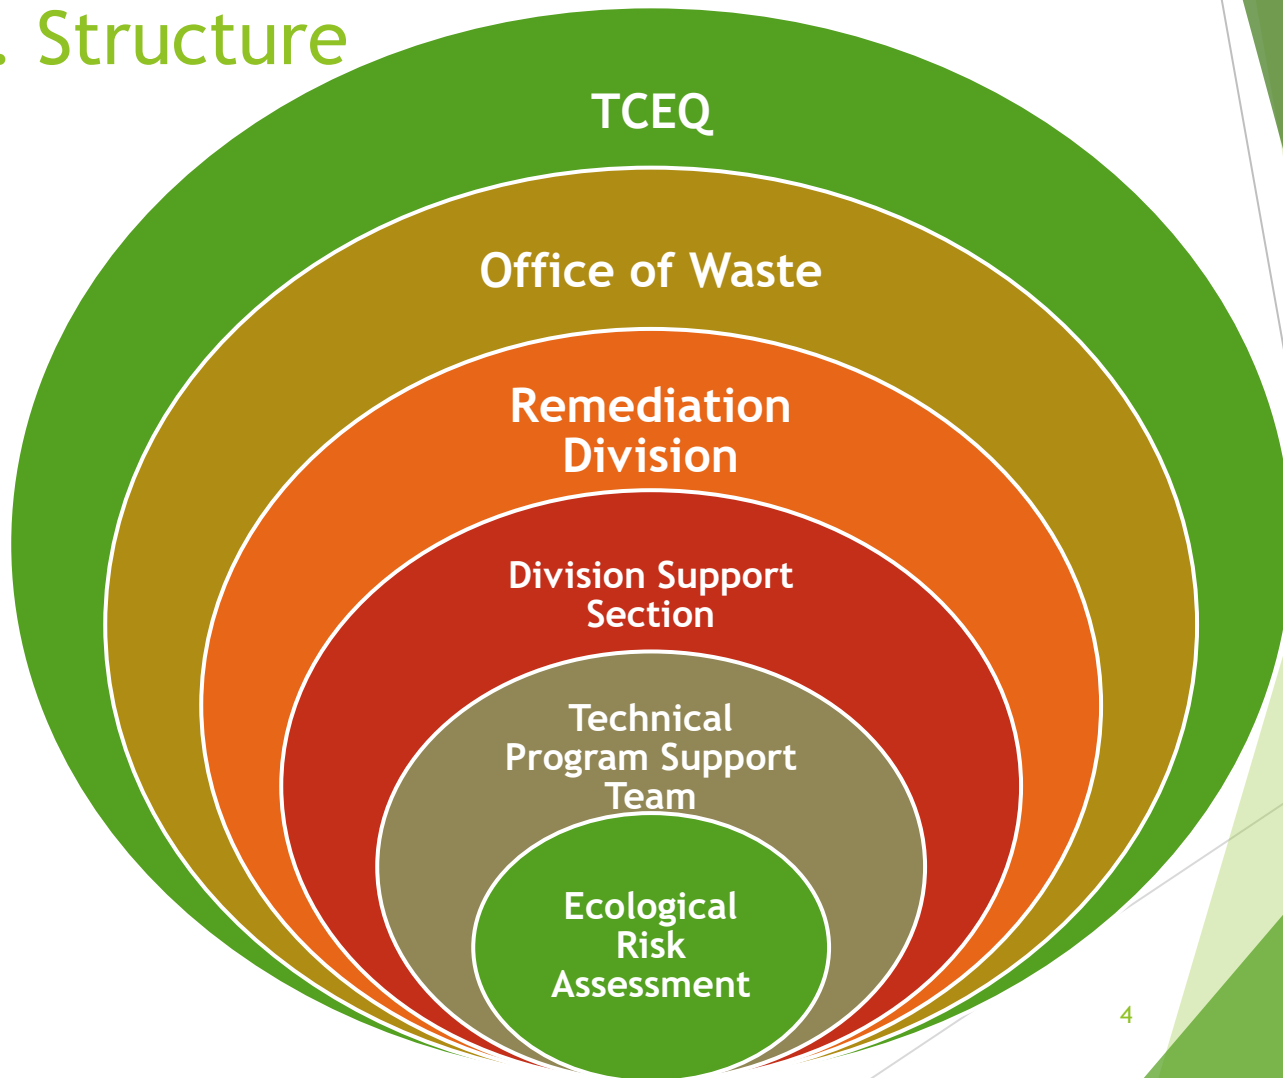 . Structure
TCEQ
Office of Waste
Remediation
Division
Division Support
Section
Technical
Program Support
Team
Ecological
Risk
Assessment
4